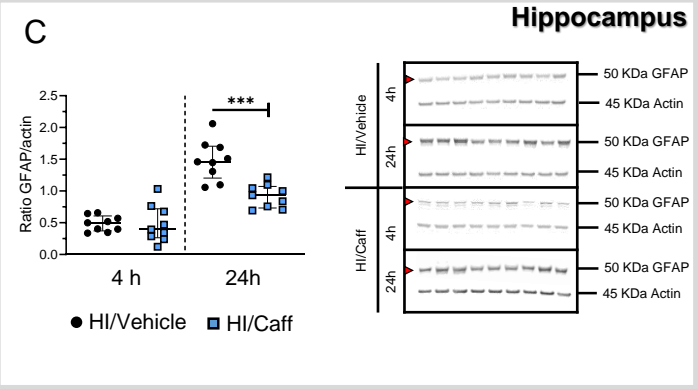 Hippocampus
C
Ratio GFAP/actin
2.5
2.0
1.5
1.0
0.5
0.0
***
4 h
24h
HI/Vehicle
HI/Caff
HI/Vehicle
4h
50 KDa GFAP
45 KDa Actin
24h
50 KDa GFAP
45 KDa Actin
HI/Caff
4h
50 KDa GFAP
45 KDa Actin
24h
50 KDa GFAP
45 KDa Actin